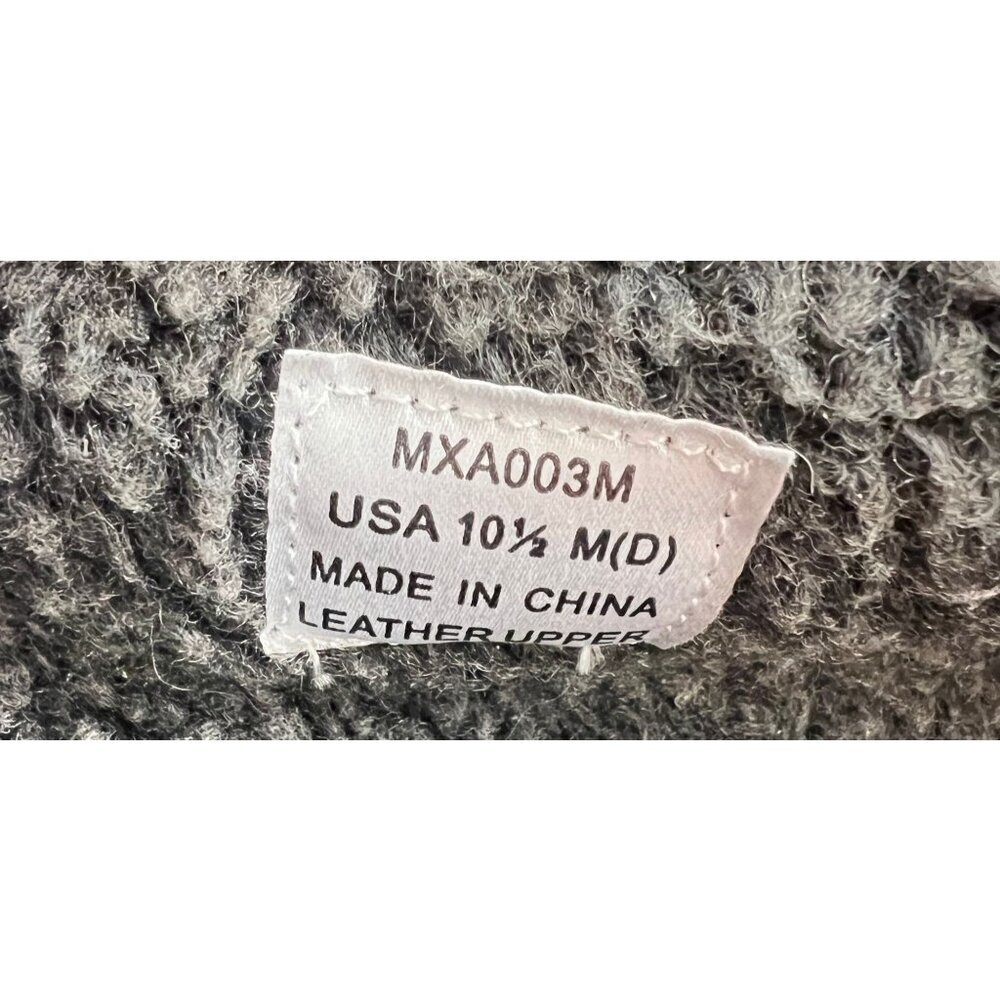 MXA003M
USA 10½ M(D)
MADE IN CHINA
LEATHER UPPER